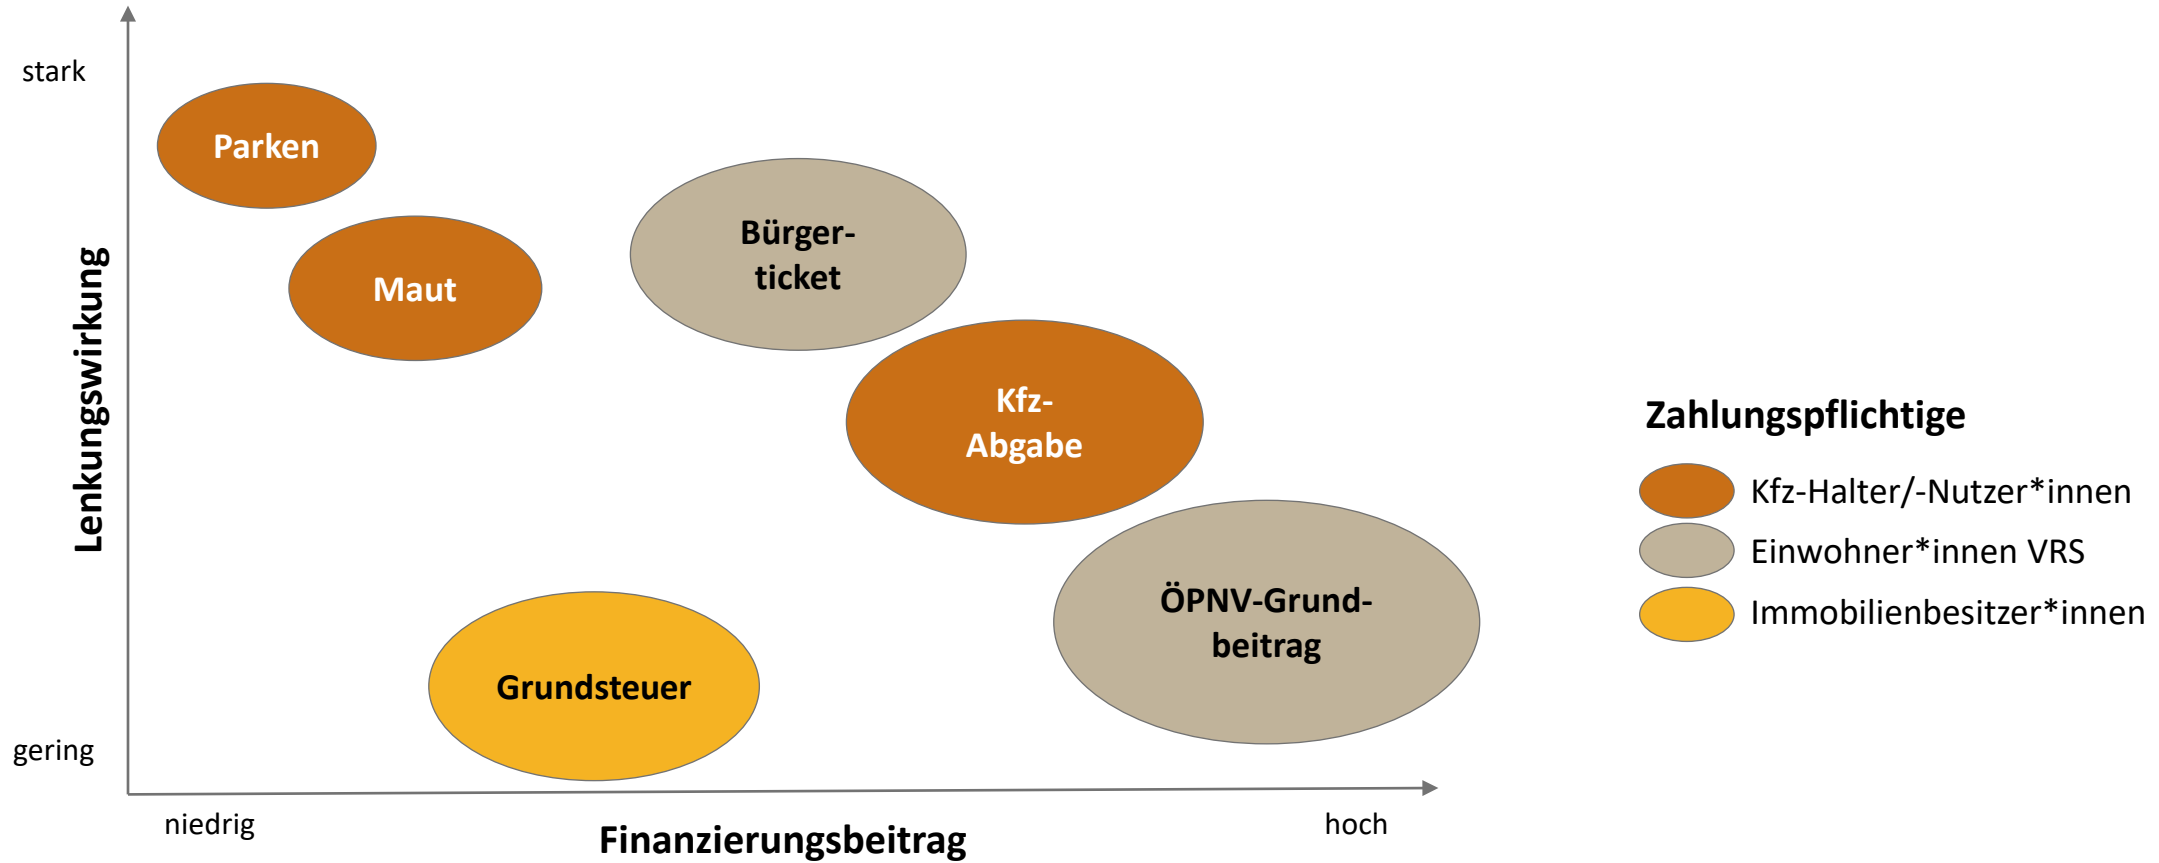 stark
Parken
Maut
Bürger-
ticket
Kfz-
Abgabe
ÖPNV-Grund-
beitrag
Grundsteuer
Lenkungswirkung
gering
niedrig
Finanzierungsbeitrag
hoch
Zahlungspflichtige
Kfz-Halter/-Nutzer*innen
Einwohner*innen VRS
Immobilienbesitzer*innen